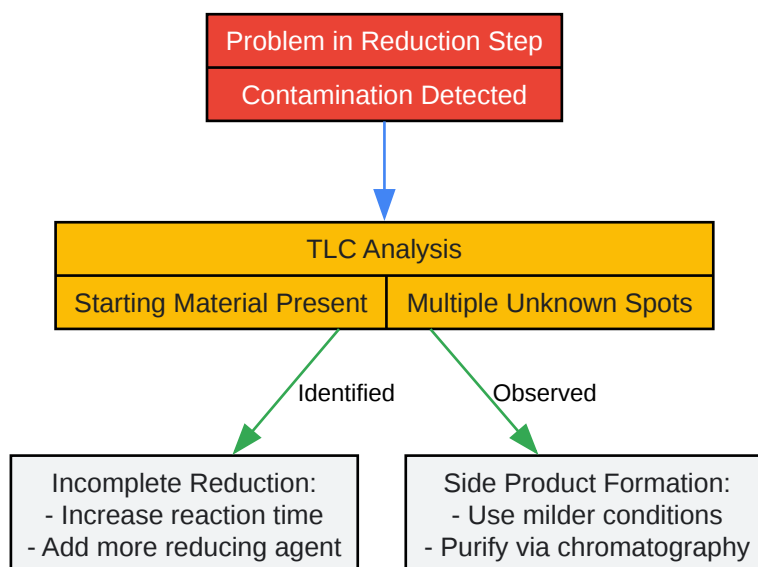 Problem in Reduction Step
Contamination Detected
TLC Analysis
Starting Material Present
Multiple Unknown Spots
Identified
Observed
Incomplete Reduction:
- Increase reaction time
- Add more reducing agent
Side Product Formation:
- Use milder conditions
- Purify via chromatography